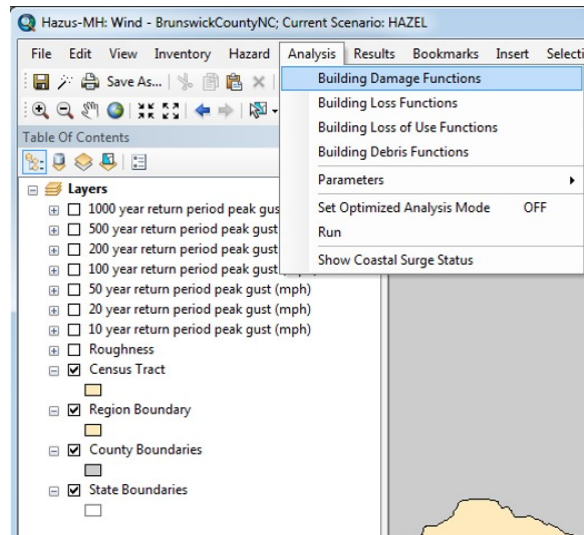 Hazus-MH: Wind - BrunswickCountyNC; Current Scenario: HAZEL
File Edit View Inventory Hazard Analysis Results Bookmarks Insert Selecti
Save As...
Building Damage Functions
Building Loss Functions
Building Loss of Use Functions
Building Debris Functions
Parameters
Set Optimized Analysis Mode OFF
Run
Show Coastal Surge Status
Table Of Contents
Layers
1000 year return period peak gus
500 year return period peak gust
200 year return period peak gust
100 year return period peak gust (mph)
50 year return period peak gust (mph)
20 year return period peak gust (mph)
10 year return period peak gust (mph)
Roughness
Census Tract
Region Boundary
County Boundaries
State Boundaries